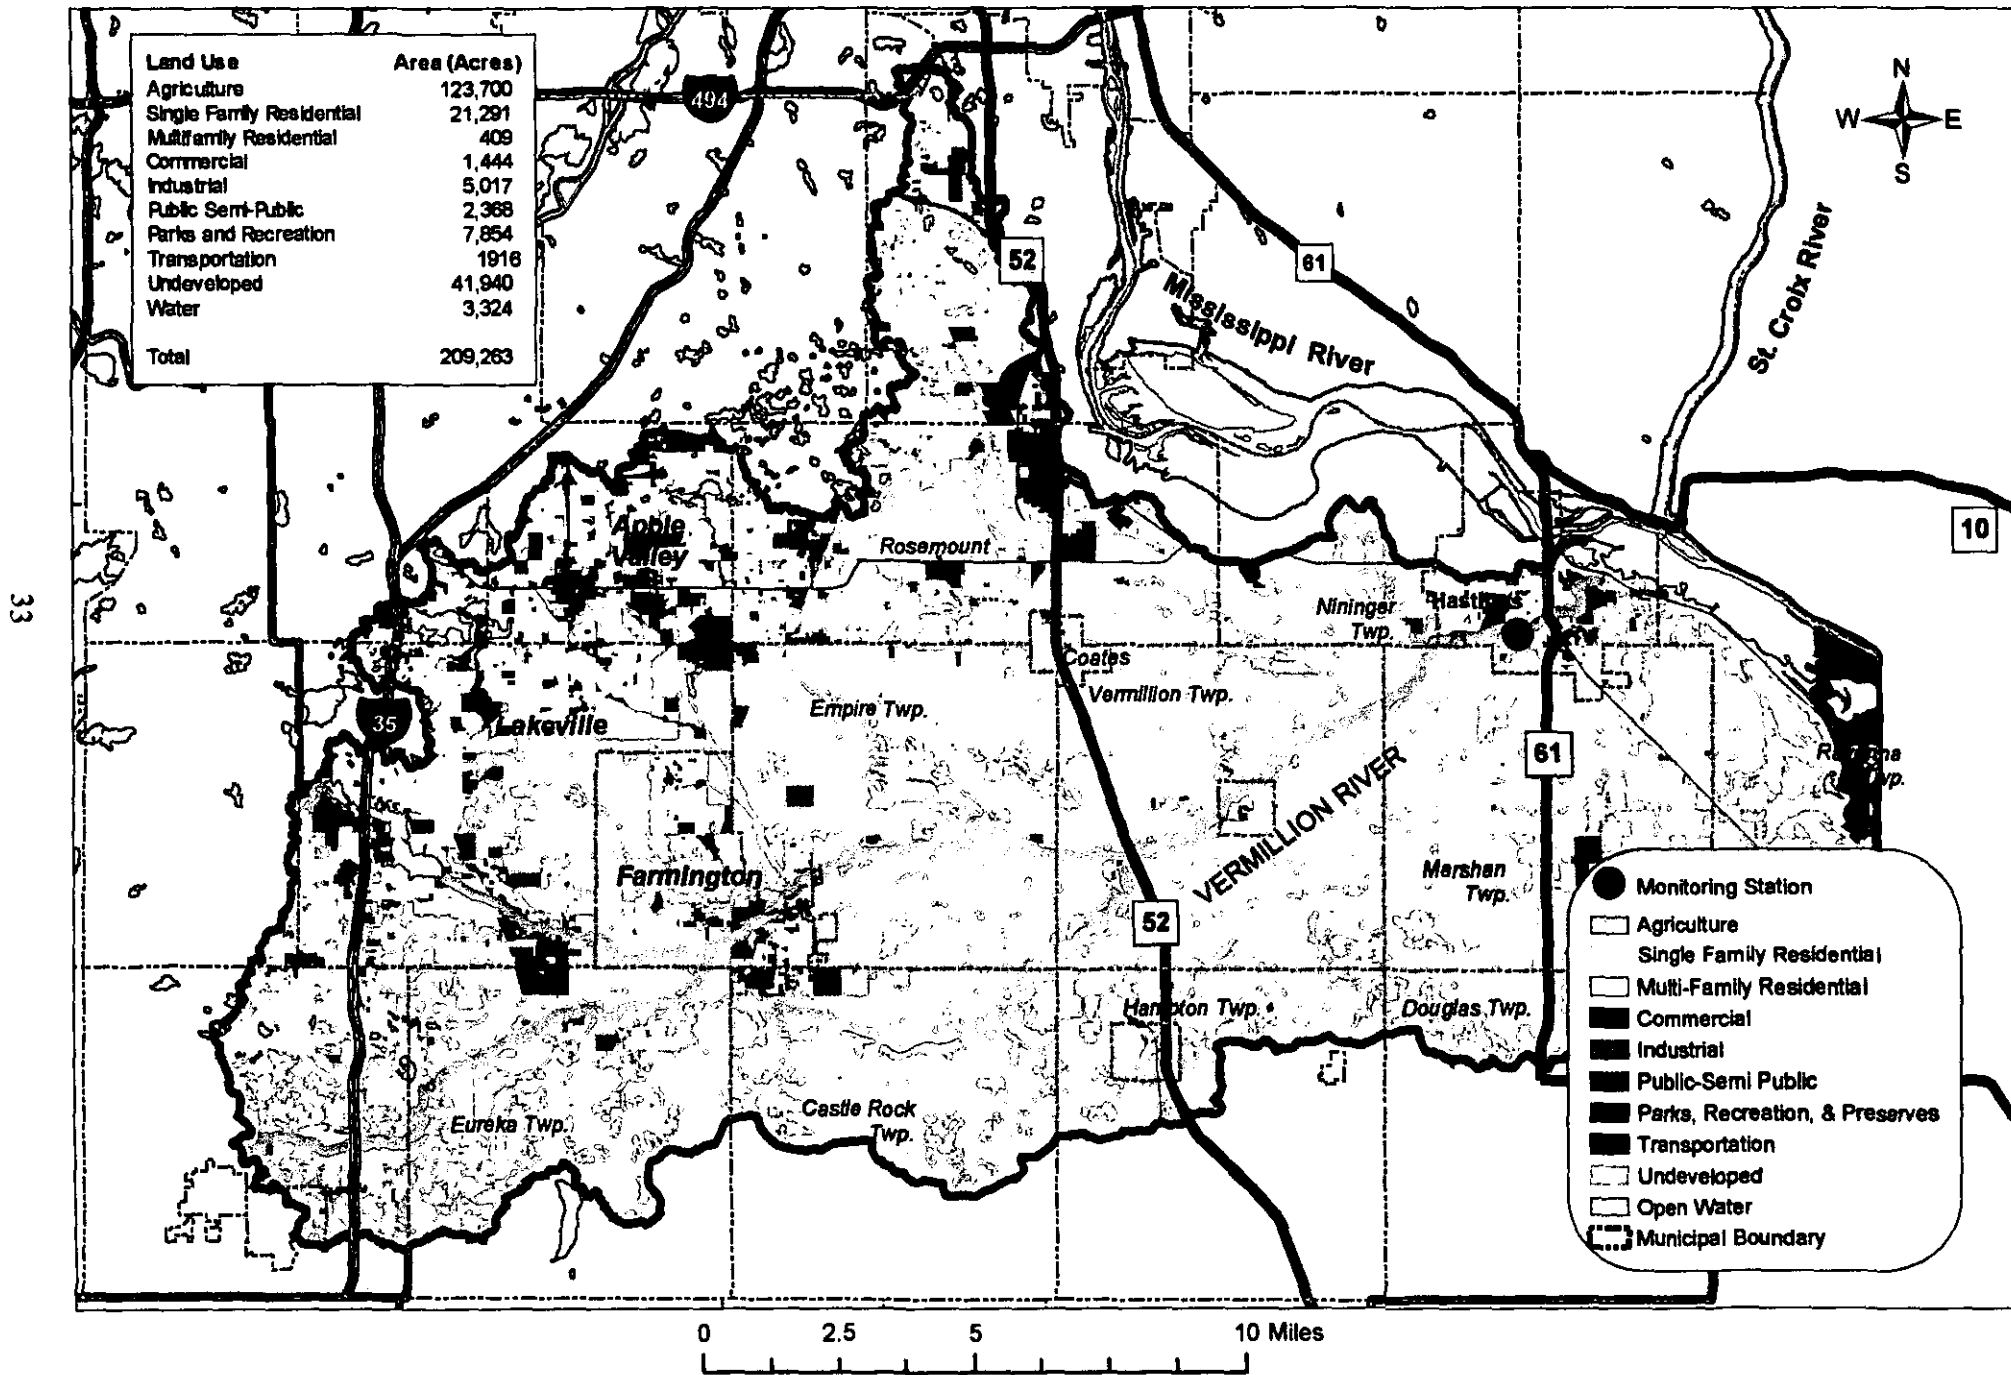 Land Use Area (Acres)
Agriculture 123,700
Single Family Residential 21,291
Multifamily Residential 409
Commercial 1,444
Industrial 5,017
Public Semi-Public 2,368
Parks and Recreation 7,854
Transportation 1916
Undeveloped 41,940
Water 3,324
Total 209,263
494
N
W E
S
52
61
Mississippi River
St. Croix River
10
Apple
Valley
Rosemount
Nininger
Twp.
Hastings
33
Coates
Vermillion Twp.
Empire Twp.
35
Lakeville
61
VERMILLION RIVER
Farmington
Marshan
Twp.
52
Hampton Twp.
Douglas Twp.
Castle Rock
Twp.
Eureka Twp.
Monitoring Station
Agriculture
Single Family Residential
Multi-Family Residential
Commercial
Industrial
Public-Semi Public
Parks, Recreation, & Preserves
Transportation
Undeveloped
Open Water
Municipal Boundary
0 2.5 5 10 Miles